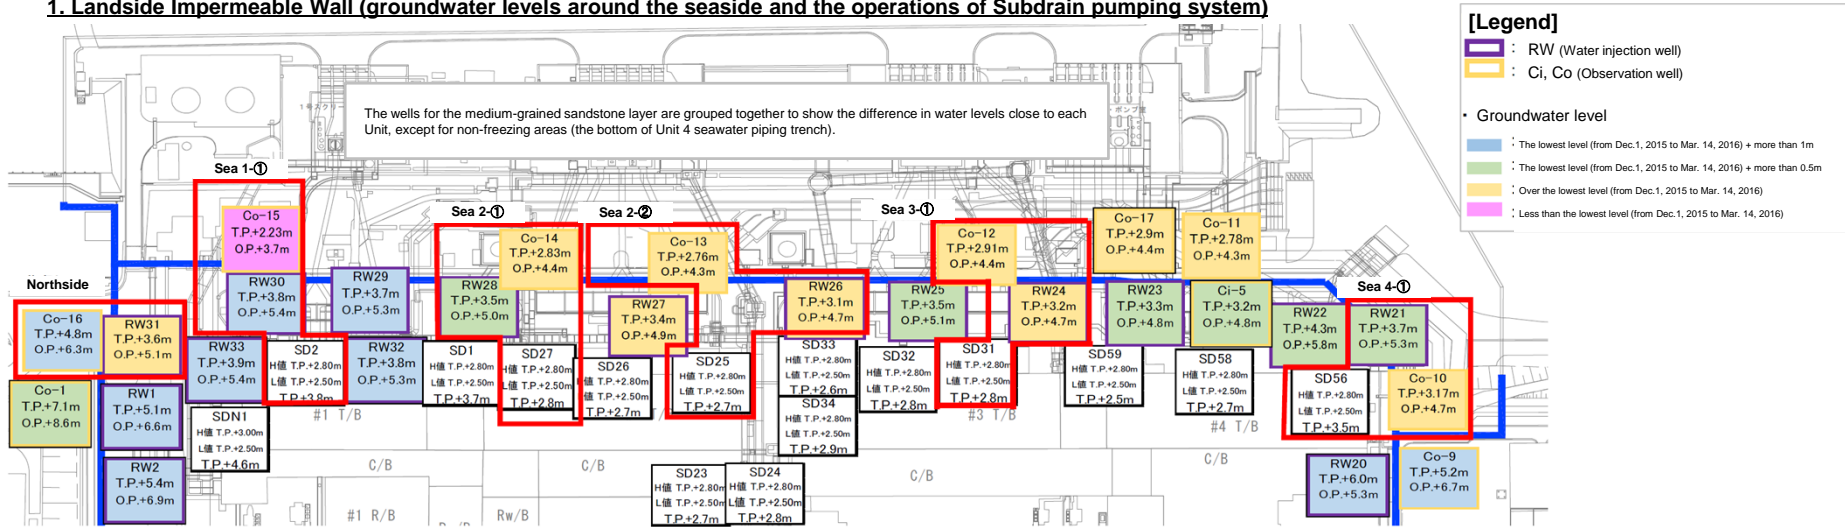 1. Landside Impermeable Wall (groundwater levels around the seaside and the operations of Subdrain pumping system)
[Legend]
: RW (Water injection well)
: Ci, Co (Observation well)
・ Groundwater level
: The lowest level (from Dec.1, 2015 to Mar. 14, 2016) + more than 1m
: The lowest level (from Dec.1, 2015 to Mar. 14, 2016) + more than 0.5m
: Over the lowest level (from Dec.1, 2015 to Mar. 14, 2016)
: Less than the lowest level (from Dec.1, 2015 to Mar. 14, 2016)
The wells for the medium-grained sandstone layer are grouped together to show the difference in water levels close to each
Unit, except for non-freezing areas (the bottom of Unit 4 seawater piping trench).
Sea 1-①
Sea 2-①
Sea 2-②
Sea 3-①
Sea 4-①
Northside
Co-15
T.P.+2.23m
O.P.+3.7m
Co-14
T.P.+2.83m
O.P.+4.4m
Co-13
T.P.+2.76m
O.P.+4.3m
Co-12
T.P.+2.91m
O.P.+4.4m
Co-17
T.P.+2.9m
O.P.+4.4m
Co-11
T.P.+2.78m
O.P.+4.3m
Co-16
T.P.+4.8m
O.P.+6.3m
RW31
T.P.+3.6m
O.P.+5.1m
RW30
T.P.+3.8m
O.P.+5.4m
RW29
T.P.+3.7m
O.P.+5.3m
RW28
T.P.+3.5m
O.P.+5.0m
RW27
T.P.+3.4m
O.P.+4.9m
RW26
T.P.+3.1m
O.P.+4.7m
RW25
T.P.+3.5m
O.P.+5.1m
RW24
T.P.+3.2m
O.P.+4.7m
RW23
T.P.+3.3m
O.P.+4.8m
Ci-5
T.P.+3.2m
O.P.+4.8m
RW22
T.P.+4.3m
O.P.+5.8m
RW21
T.P.+3.7m
O.P.+5.3m
RW33
T.P.+3.9m
O.P.+5.4m
SD2
H値 T.P.+2.80m
L値 T.P.+2.50m
T.P.+3.8m
RW32
T.P.+3.8m
O.P.+5.3m
SD1
H値 T.P.+2.80m
L値 T.P.+2.50m
T.P.+3.7m
SD27
H値 T.P.+2.80m
L値 T.P.+2.50m
T.P.+2.8m
SD26
H値 T.P.+2.80m
L値 T.P.+2.50m
T.P.+2.7m
SD25
H値 T.P.+2.80m
L値 T.P.+2.50m
T.P.+2.7m
SD33
H値 T.P.+2.80m
L値 T.P.+2.50m
T.P.+2.6m
SD32
H値 T.P.+2.80m
L値 T.P.+2.50m
T.P.+2.8m
SD31
H値 T.P.+2.80m
L値 T.P.+2.50m
T.P.+2.8m
SD59
H値 T.P.+2.80m
L値 T.P.+2.50m
T.P.+2.5m
SD58
H値 T.P.+2.80m
L値 T.P.+2.50m
T.P.+2.7m
SD56
H値 T.P.+2.80m
L値 T.P.+2.50m
T.P.+3.5m
Co-10
T.P.+3.17m
O.P.+4.7m
Co-1
T.P.+7.1m
O.P.+8.6m
RW1
T.P.+5.1m
O.P.+6.6m
SDN1
H値 T.P.+3.00m
L値 T.P.+2.50m
T.P.+4.6m
SD34
H値 T.P.+2.80m
L値 T.P.+2.50m
T.P.+2.9m
#1 T/B
#3 T/B
#4 T/B
RW2
T.P.+5.4m
O.P.+6.9m
C/B
C/B
C/B
C/B
SD23
H値 T.P.+2.80m
L値 T.P.+2.50m
T.P.+2.7m
SD24
H値 T.P.+2.80m
L値 T.P.+2.50m
T.P.+2.8m
RW20
T.P.+6.0m
O.P.+5.3m
Co-9
T.P.+5.2m
O.P.+6.7m
#1 R/B
Rw/B